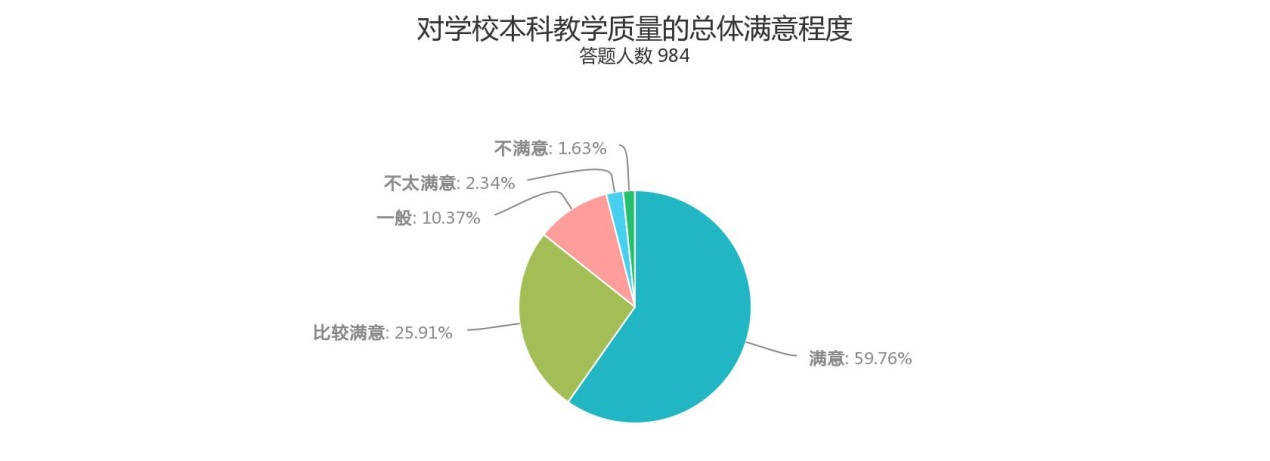 对学校本科教学质量的总体满意程度
答题人数 984
不满意: 1.63%
不太满意: 2.34%
一般: 10.37%
比较满意: 25.91%
满意: 59.76%